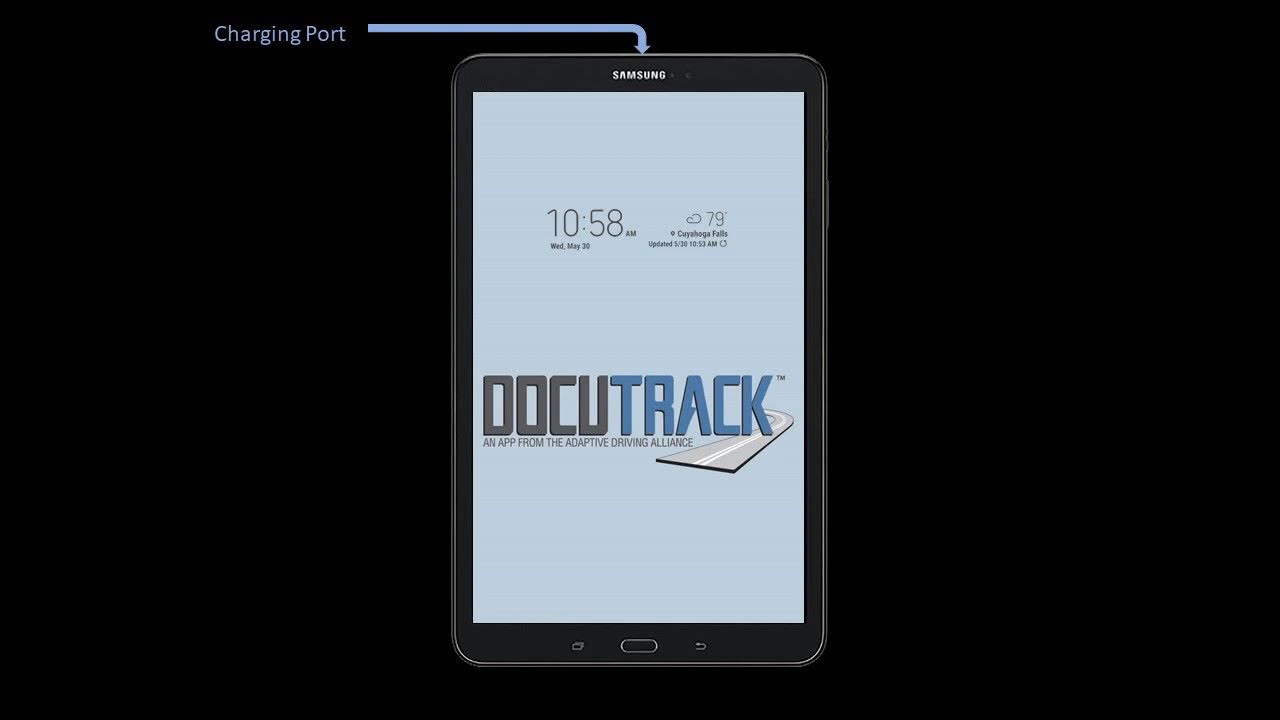 Charging Port
SAMSUNG
10:58 AM
Wed, May 30
79°
Cuyahoga Falls
Updated 5/30 10:53 AM
DOCUTRACK™
AN APP FROM THE ADAPTIVE DRIVING ALLIANCE